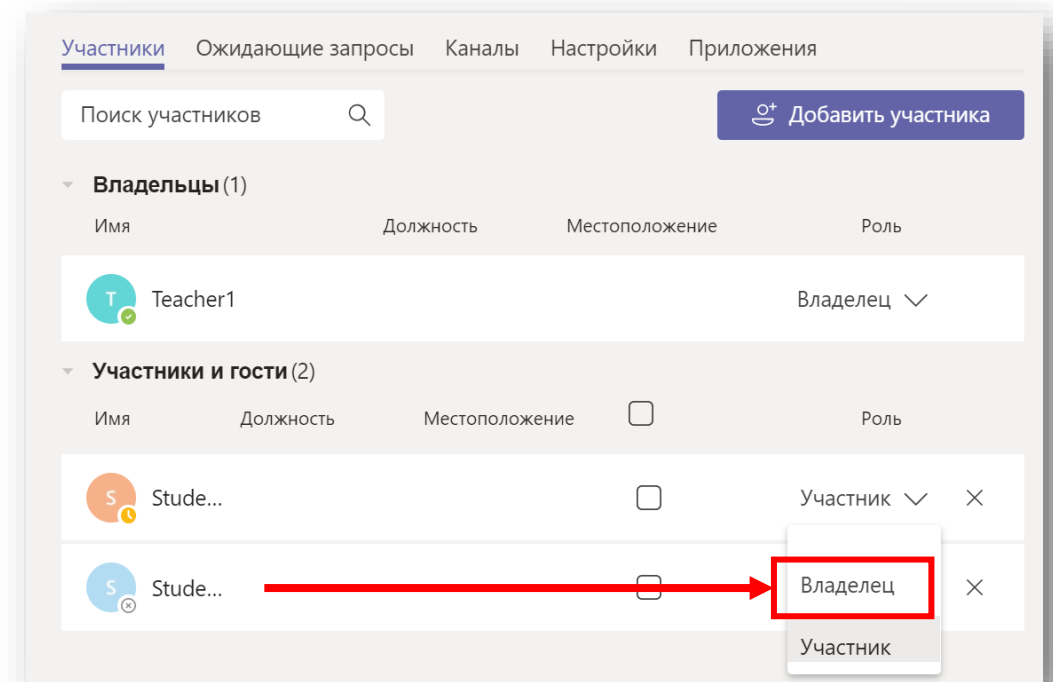 Участники Ожидающие запросы Каналы Настройки Приложения
Поиск участников Добавить участника
Владельцы (1)
Имя Должность Местоположение Роль
T Teacher1 Владелец
Участники и гости (2)
Имя Должность Местоположение Роль
S Stude... Участник
S Stude... Владелец
Участник